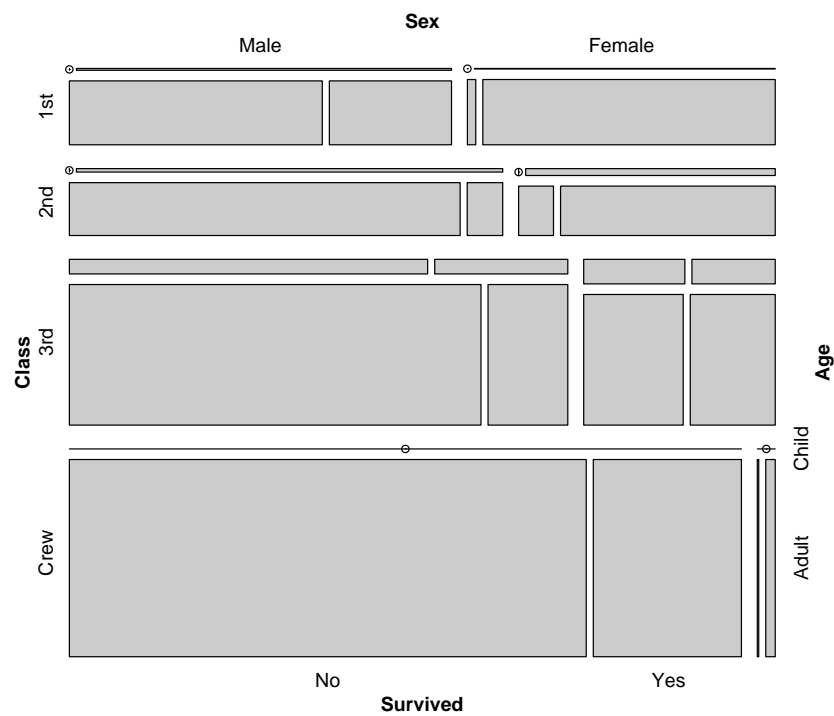 Sex
Male Female
1st
2nd
3rd
Crew
Class
Age
Child
Adult
No Yes
Survived